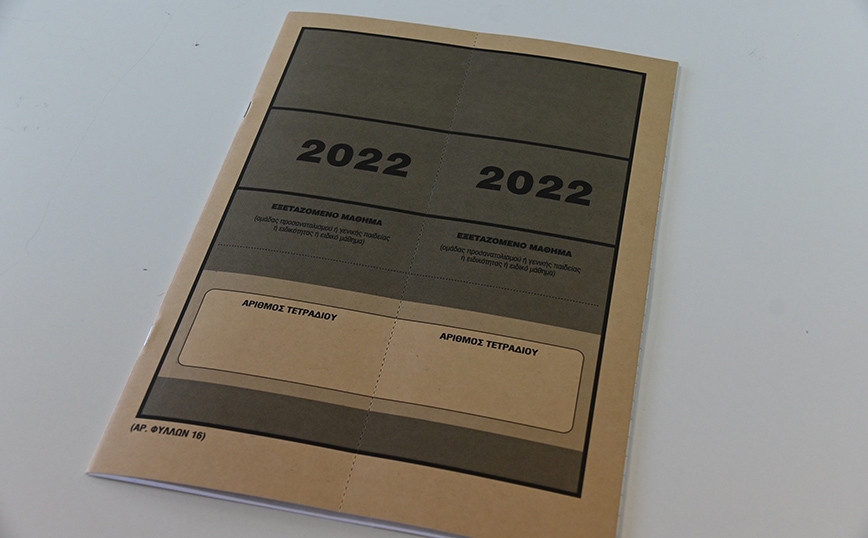 2022
ΕΞΕΤΑΖΟΜΕΝΟ ΜΑΘΗΜΑ
(ομάδας προσανατολισμού ή γενικής παιδείας
ή ειδικότητας ή ειδικό μάθημα)
ΑΡΙΘΜΟΣ ΤΕΤΡΑΔΙΟΥ
2022
ΕΞΕΤΑΖΟΜΕΝΟ ΜΑΘΗΜΑ
(ομάδας προσανατολισμού ή γενικής παιδείας
ή ειδικότητας ή ειδικό μάθημα)
ΑΡΙΘΜΟΣ ΤΕΤΡΑΔΙΟΥ
(ΑΡ. ΦΥΛΛΩΝ 16)